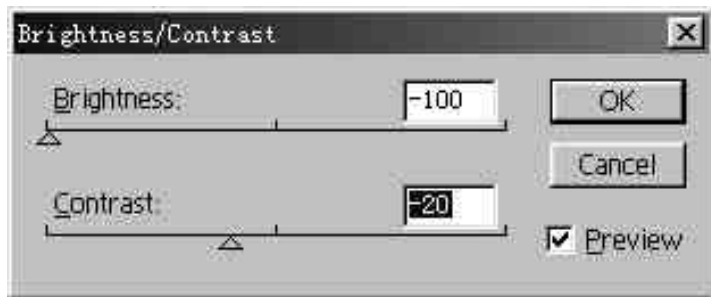 Brightness/Contrast
Brightness: -100
OK
Cancel
Contrast: -20
Preview